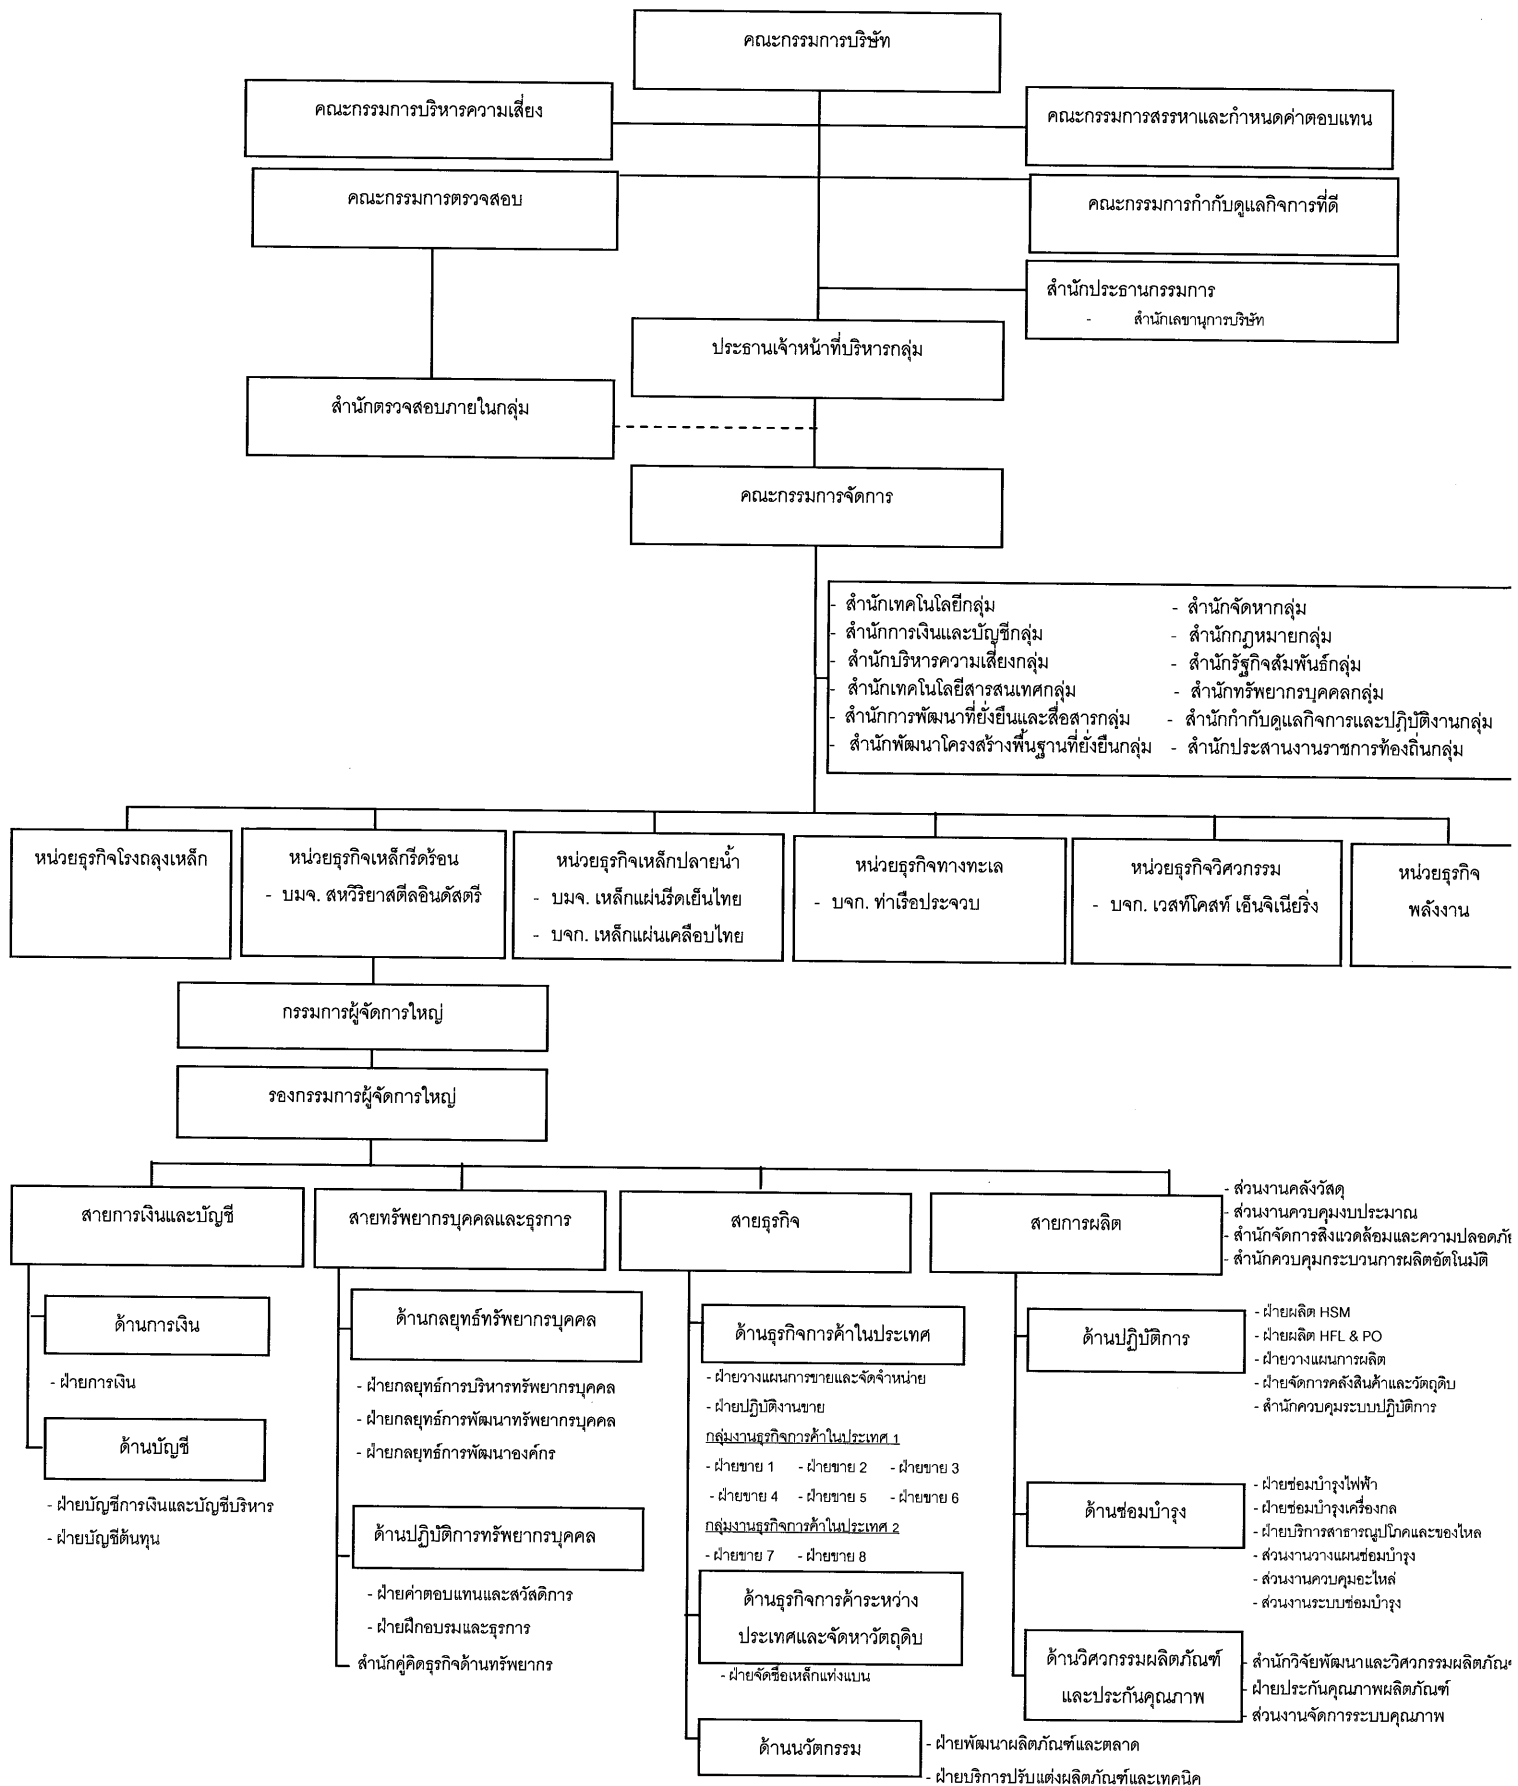 คณะกรรมการบริษัท
คณะกรรมการบริหารความเสี่ยง
คณะกรรมการสรรหาและกำหนดค่าตอบแทน
คณะกรรมการตรวจสอบ
คณะกรรมการกำกับดูแลกิจการที่ดี
สำนักประธานกรรมการ
- สำนักเลขานุการบริษัท
ประธานเจ้าหน้าที่บริหารกลุ่ม
สำนักตรวจสอบภายในกลุ่ม
คณะกรรมการจัดการ
- สำนักเทคโนโลยีกลุ่ม
- สำนักการเงินและบัญชีกลุ่ม
- สำนักบริหารความเสี่ยงกลุ่ม
- สำนักเทคโนโลยีสารสนเทศกลุ่ม
- สำนักการพัฒนาที่ยั่งยืนและสื่อสารกลุ่ม
- สำนักพัฒนาโครงสร้างพื้นฐานที่ยั่งยืนกลุ่ม
- สำนักจัดหากลุ่ม
- สำนักกฎหมายกลุ่ม
- สำนักรัฐกิจสัมพันธ์กลุ่ม
- สำนักทรัพยากรบุคคลกลุ่ม
- สำนักกำกับดูแลกิจการและปฏิบัติงานกลุ่ม
- สำนักประสานงานราชการท้องถิ่นกลุ่ม
หน่วยธุรกิจโรงถลุงเหล็ก
หน่วยธุรกิจเหล็กรีดร้อน
- บมจ. สหวิริยาสตีลอินดัสตรี
หน่วยธุรกิจเหล็กปลายน้ำ
- บมจ. เหล็กแผ่นรีดเย็นไทย
- บจก. เหล็กแผ่นเคลือบไทย
หน่วยธุรกิจทางทะเล
- บจก. ท่าเรือประจวบ
หน่วยธุรกิจวิศวกรรม
- บจก. เวสท์โคสท์ เอ็นจิเนียริ่ง
หน่วยธุรกิจ
พลังงาน
กรรมการผู้จัดการใหญ่
รองกรรมการผู้จัดการใหญ่
สายการเงินและบัญชี
ด้านการเงิน
- ฝ่ายการเงิน
ด้านบัญชี
- ฝ่ายบัญชีการเงินและบัญชีบริหาร
- ฝ่ายบัญชีต้นทุน
สายทรัพยากรบุคคลและธุรการ
ด้านกลยุทธ์ทรัพยากรบุคคล
- ฝ่ายกลยุทธ์การบริหารทรัพยากรบุคคล
- ฝ่ายกลยุทธ์การพัฒนาทรัพยากรบุคคล
- ฝ่ายกลยุทธ์การพัฒนาองค์กร
ด้านปฏิบัติการทรัพยากรบุคคล
- ฝ่ายค่าตอบแทนและสวัสดิการ
- ฝ่ายฝึกอบรมและธุรการ
สำนักคู่คิดธุรกิจด้านทรัพยากร
สายธุรกิจ
ด้านธุรกิจการค้าในประเทศ
- ฝ่ายวางแผนการขายและจัดจำหน่าย
- ฝ่ายปฏิบัติงานขาย
กลุ่มงานธุรกิจการค้าในประเทศ 1
- ฝ่ายขาย 1 - ฝ่ายขาย 2 - ฝ่ายขาย 3
- ฝ่ายขาย 4 - ฝ่ายขาย 5 - ฝ่ายขาย 6
กลุ่มงานธุรกิจการค้าในประเทศ 2
- ฝ่ายขาย 7 - ฝ่ายขาย 8
ด้านธุรกิจการค้าระหว่าง
ประเทศและจัดหาวัตถุดิบ
- ฝ่ายจัดซื้อเหล็กแท่งแบน
ด้านนวัตกรรม
- ฝ่ายพัฒนาผลิตภัณฑ์และตลาด
- ฝ่ายบริการปรับแต่งผลิตภัณฑ์และเทคนิค
สายการผลิต
- ส่วนงานคลังวัสดุ
- ส่วนงานควบคุมงบประมาณ
- สำนักจัดการสิ่งแวดล้อมและความปลอดภัย
- สำนักควบคุมกระบวนการผลิตอัตโนมัติ
ด้านปฏิบัติการ
- ฝ่ายผลิต HSM
- ฝ่ายผลิต HFL & PO
- ฝ่ายวางแผนการผลิต
- ฝ่ายจัดการคลังสินค้าและวัตถุดิบ
- สำนักควบคุมระบบปฏิบัติการ
ด้านซ่อมบำรุง
- ฝ่ายซ่อมบำรุงไฟฟ้า
- ฝ่ายซ่อมบำรุงเครื่องกล
- ฝ่ายบริการสาธารณูปโภคและของไหล
- ส่วนงานวางแผนซ่อมบำรุง
- ส่วนงานควบคุมอะไหล่
- ส่วนงานระบบซ่อมบำรุง
ด้านวิศวกรรมผลิตภัณฑ์
และประกันคุณภาพ
- สำนักวิจัยพัฒนาและวิศวกรรมผลิตภัณฑ์
- ฝ่ายประกันคุณภาพผลิตภัณฑ์
- ส่วนงานจัดการระบบคุณภาพ